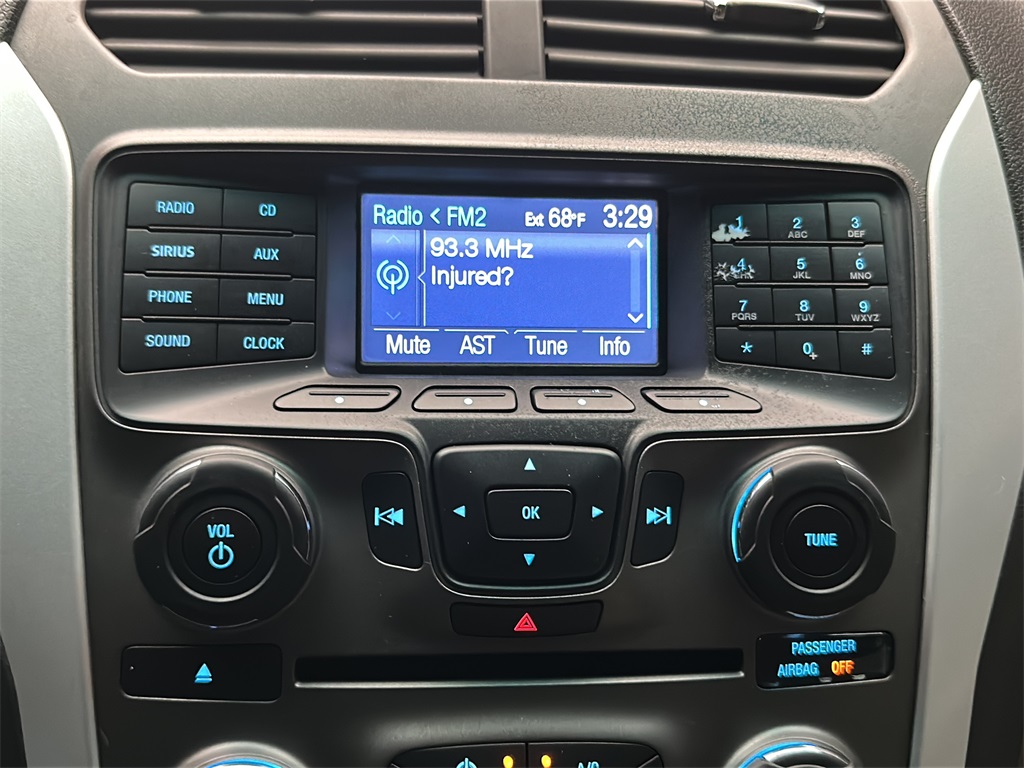 Radio < FM2 Ext 68°F 3:29
93.3 MHz
Injured?
Mute AST Tune Info
RADIO CD
SIRIUS AUX
PHONE MENU
SOUND CLOCK
1 2 ABC 3 DEF
4 GHI 5 JKL 6 MNO
7 PQRS 8 TUV 9 WXYZ
* 0+ #
VOL
OK
TUNE
PASSENGER
AIRBAG OFF
A/C